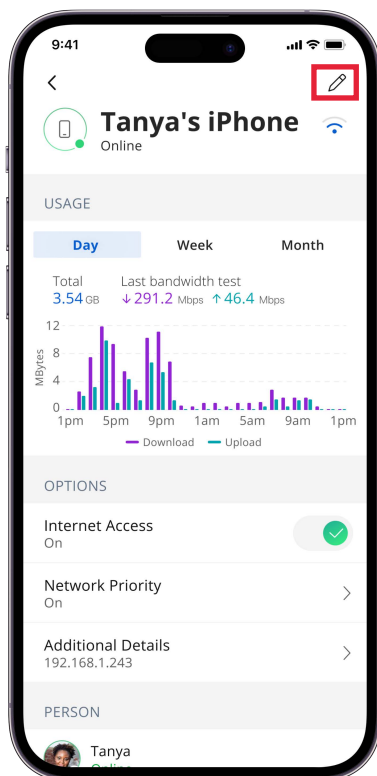 9:41
Tanya's iPhone
Online
USAGE
Day Week Month
Total Last bandwidth test
3.54 GB ↓291.2 Mbps ↑46.4 Mbps
12
8
4
0
MBytes
1pm 5pm 9pm 1am 5am 9am 1pm
Download Upload
OPTIONS
Internet Access
On
Network Priority
On
Additional Details
192.168.1.243
PERSON
Tanya
Online